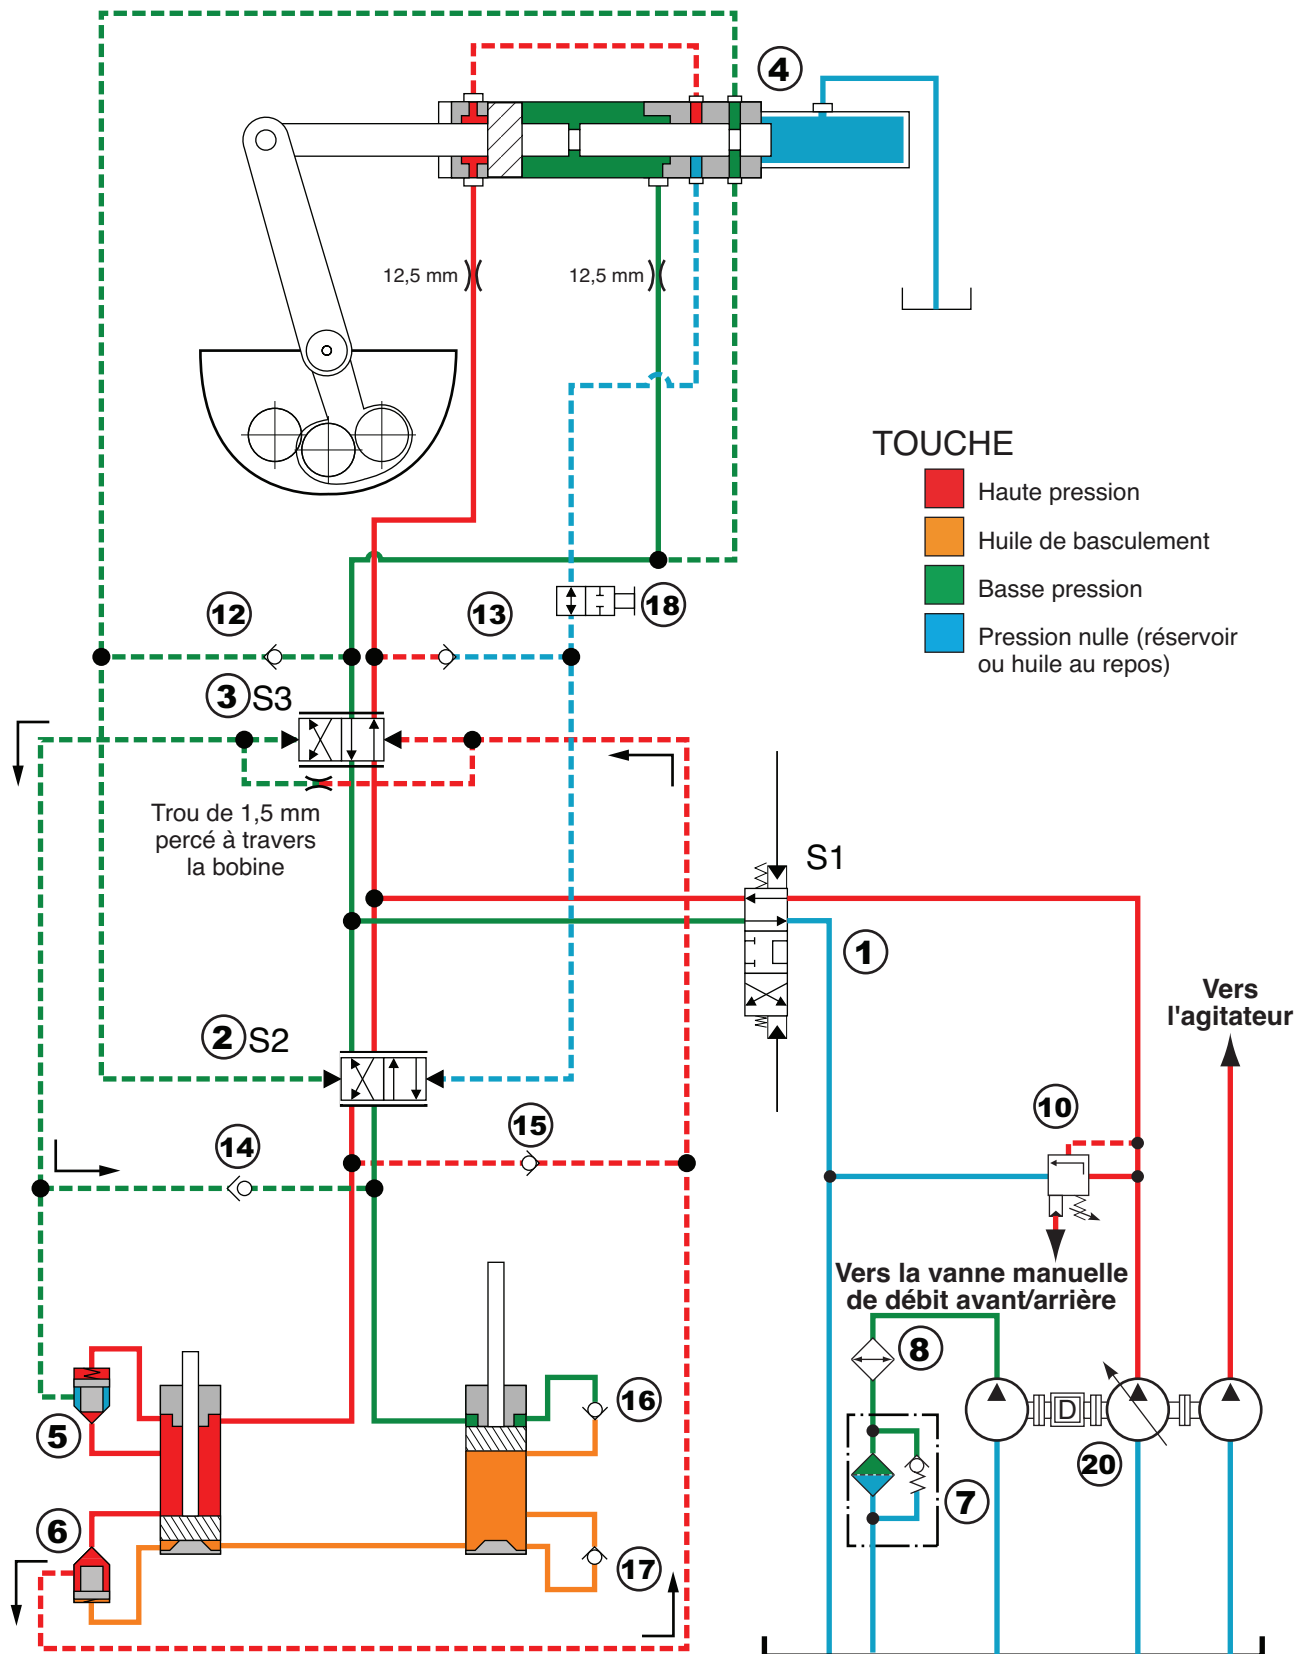 4
12,5 mm
12,5 mm
TOUCHE
Haute pression
Huile de basculement
Basse pression
Pression nulle (réservoir
ou huile au repos)
12
13
18
3 S3
Trou de 1,5 mm
percé à travers
la bobine
S1
1
2 S2
Vers
l'agitateur
10
14
15
Vers la vanne manuelle
de débit avant/arrière
8
16
5
D
20
7
6
17